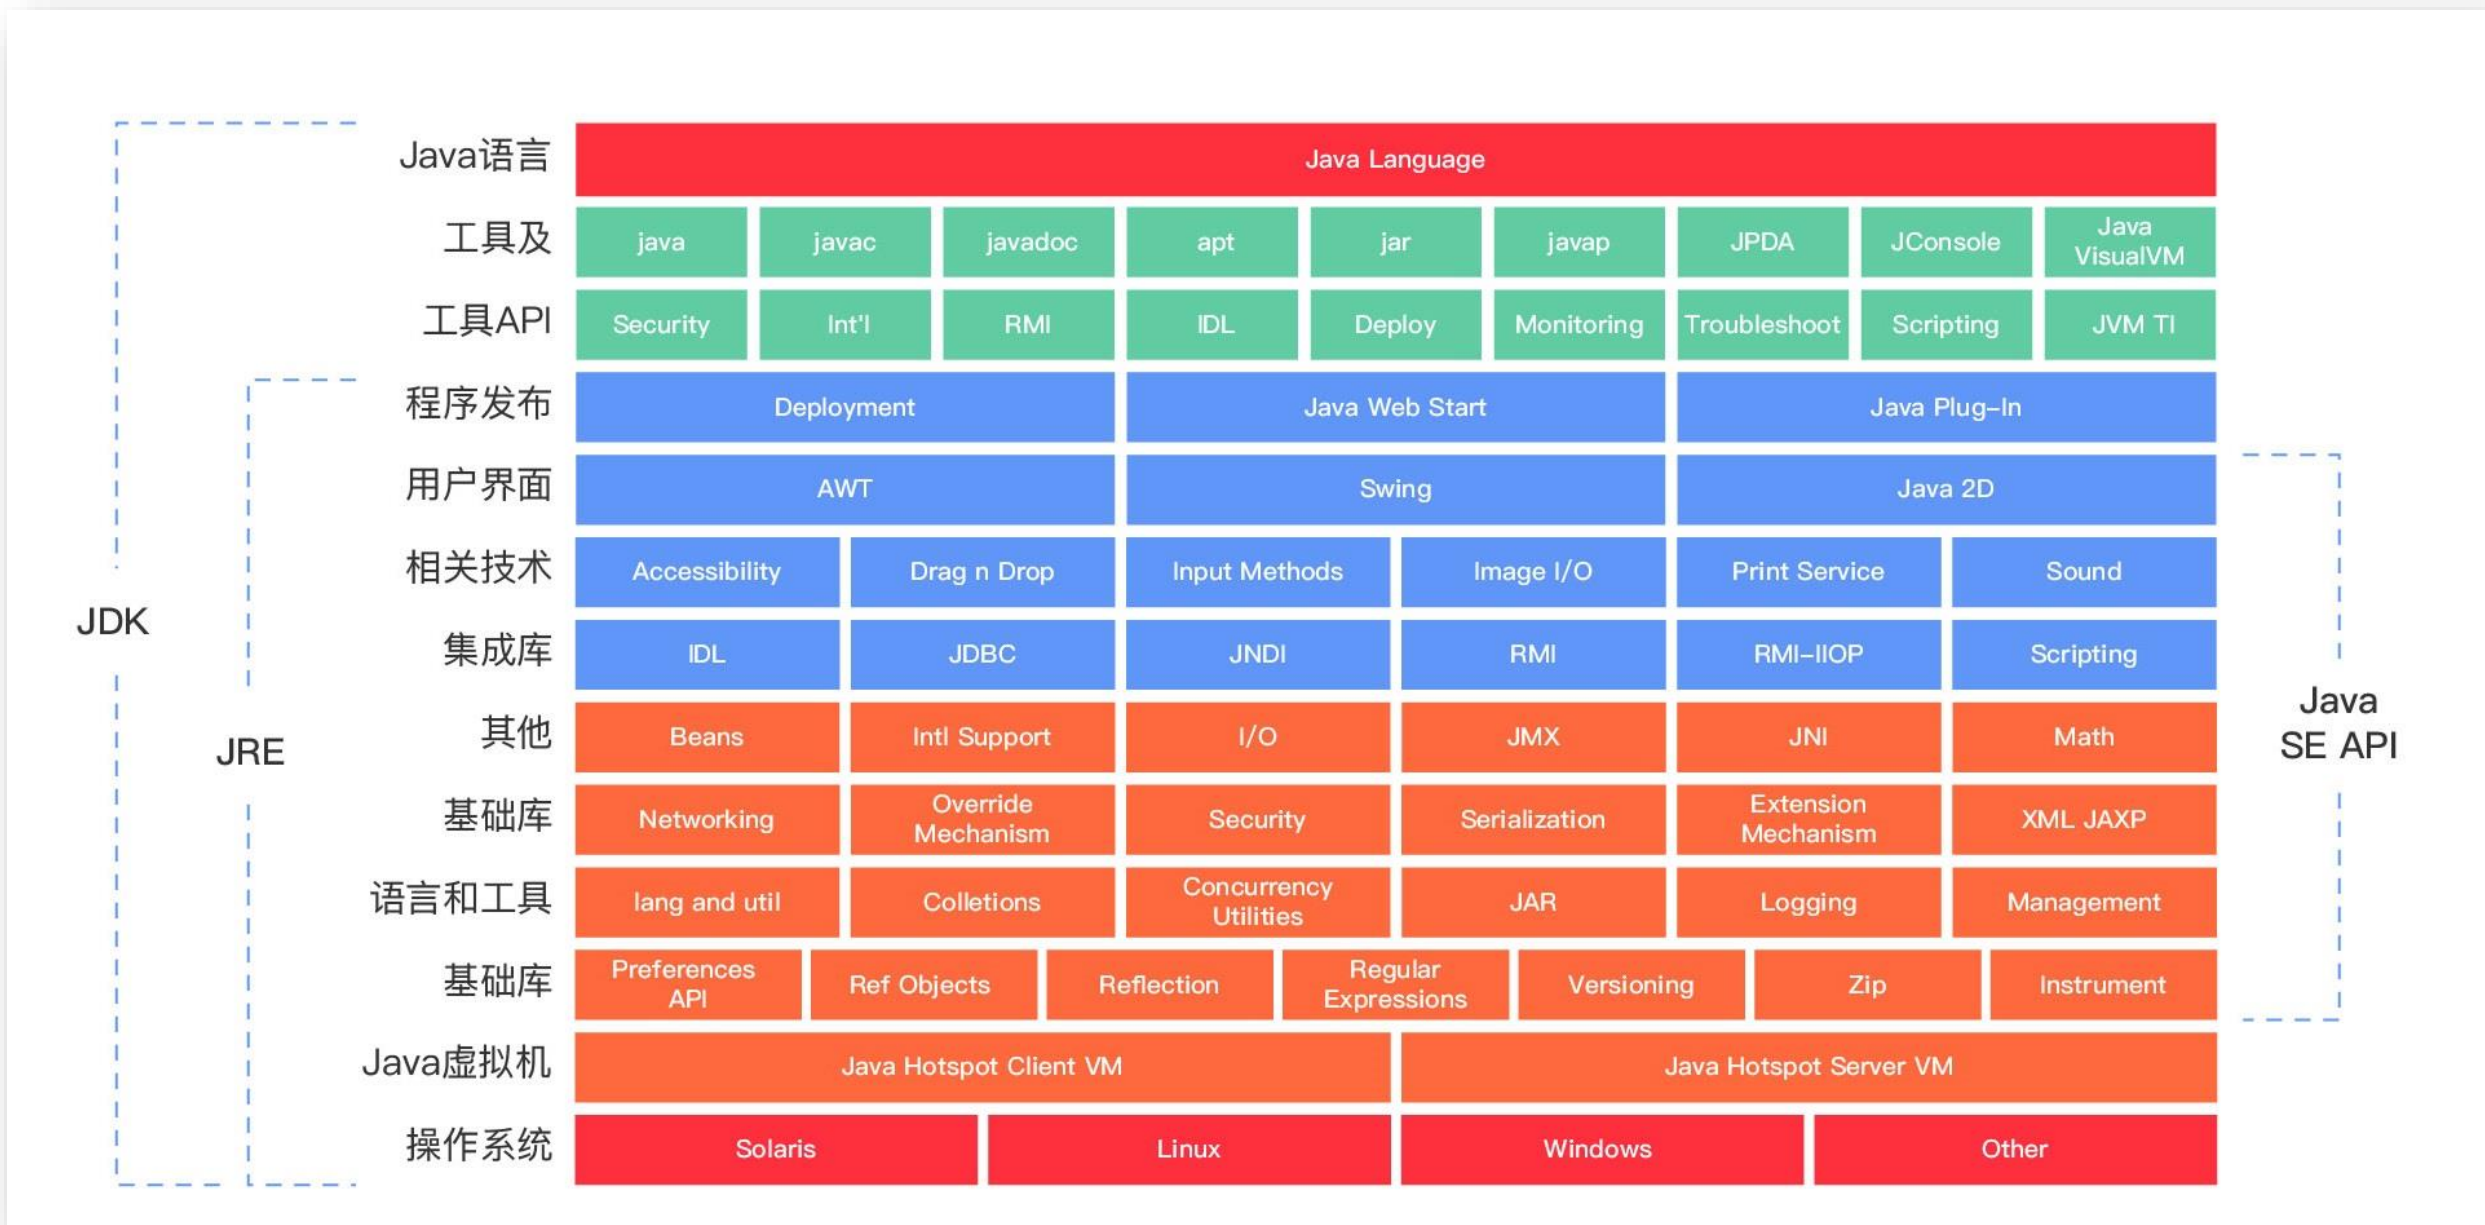 Java语言
Java Language
工具及
java
javac
javadoc
apt
jar
javap
JPDA
JConsole
Java
VisualVM
工具API
Security
Int'l
RMI
IDL
Deploy
Monitoring
Troubleshoot
Scripting
JVM TI
程序发布
Deployment
Java Web Start
Java Plug-In
用户界面
AWT
Swing
Java 2D
相关技术
Accessibility
Drag n Drop
Input Methods
Image I/O
Print Service
Sound
JDK
集成库
IDL
JDBC
JNDI
RMI
RMI-IIOP
Scripting
JRE
其他
Beans
Intl Support
I/O
JMX
JNI
Math
Java
SE API
基础库
Networking
Override
Mechanism
Security
Serialization
Extension
Mechanism
XML JAXP
语言和工具
lang and util
Colletions
Concurrency
Utilities
JAR
Logging
Management
基础库
Preferences
API
Ref Objects
Reflection
Regular
Expressions
Versioning
Zip
Instrument
Java虚拟机
Java Hotspot Client VM
Java Hotspot Server VM
操作系统
Solaris
Linux
Windows
Other